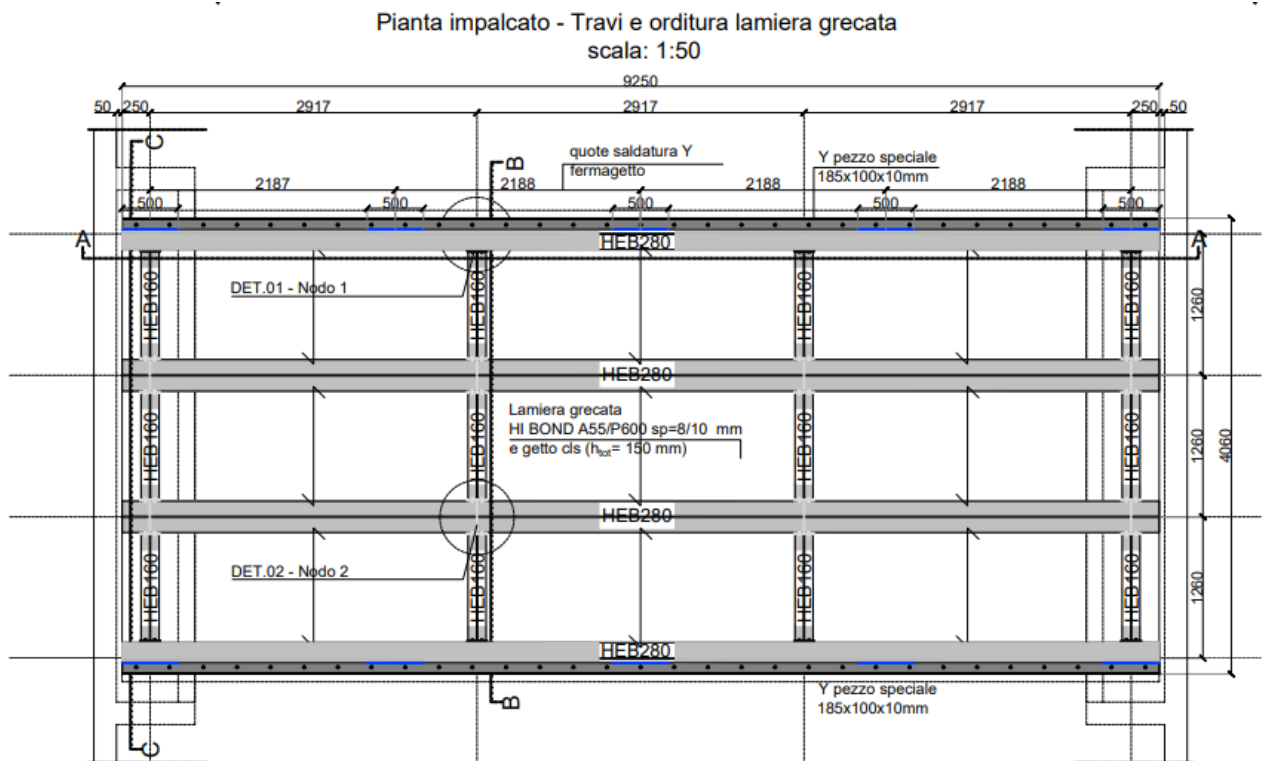 Pianta impalcato - Travi e orditura lamiera grecata
scala: 1:50
9250
50 250 2917 2917 2917 250 50
C
B
quote saldatura Y
fermagetto
Y pezzo speciale
185x100x10mm
2187 2188 2188 2188
500 500 500 500 500
A HEB280 A
DET.01 - Nodo 1
HEB160 HEB160 HEB160 HEB160
1260
HEB280
Lamiera grecata
HI BOND A55/P600 sp=8/10 mm
e getto cls (htot= 150 mm)
HEB160 HEB160 HEB160 HEB160
1260
4060
HEB280
DET.02 - Nodo 2
HEB160 HEB160 HEB160 HEB160
1260
HEB280
Y pezzo speciale
185x100x10mm
B
C